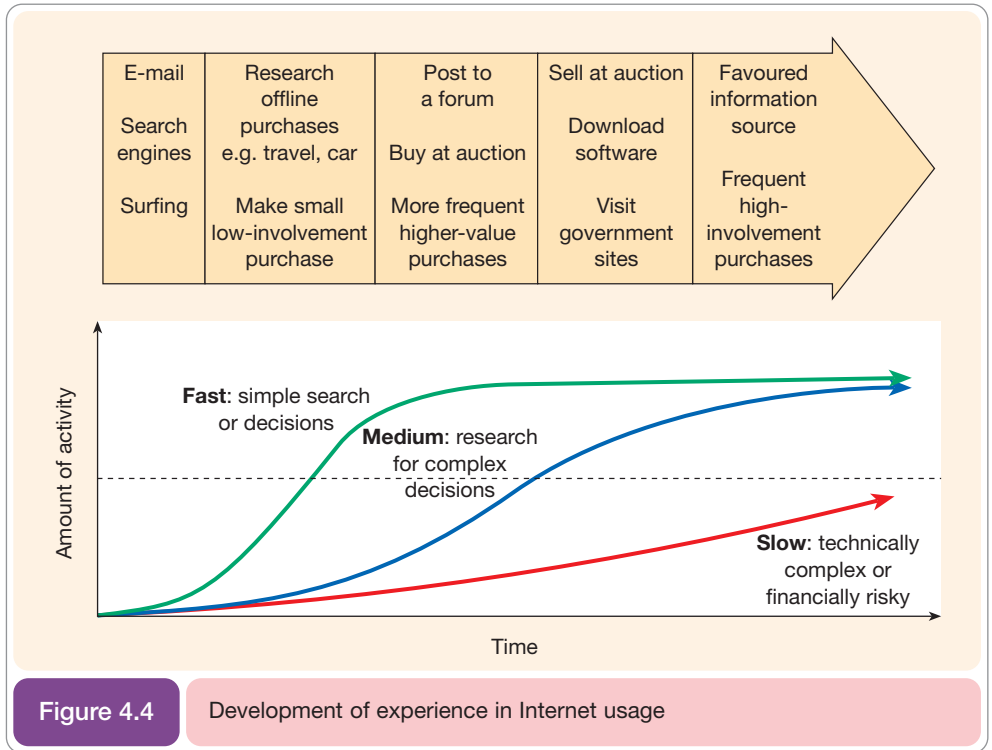 E-mail
Search
engines
Surfing
Research
offline
purchases
e.g. travel, car
Make small
low-involvement
purchase
Post to
a forum
Buy at auction
More frequent
higher-value
purchases
Sell at auction
Download
software
Visit
government
sites
Favoured
information
source
Frequent
high-
involvement
purchases
Amount of activity
Fast: simple search
or decisions
Medium: research
for complex
decisions
Slow: technically
complex or
financially risky
Time
Figure 4.4
Development of experience in Internet usage